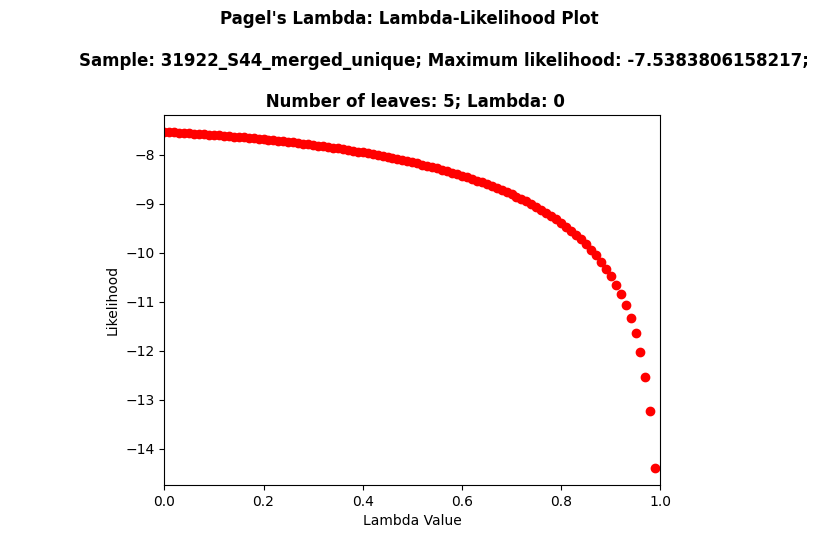 Pagel's Lambda: Lambda-Likelihood Plot
Sample: 31922_S44_merged_unique; Maximum likelihood: -7.5383806158217;
Number of leaves: 5; Lambda: 0
−8
−9
−10
−11
−12
−13
−14
Likelihood
0.0 0.2 0.4 0.6 0.8 1.0
Lambda Value